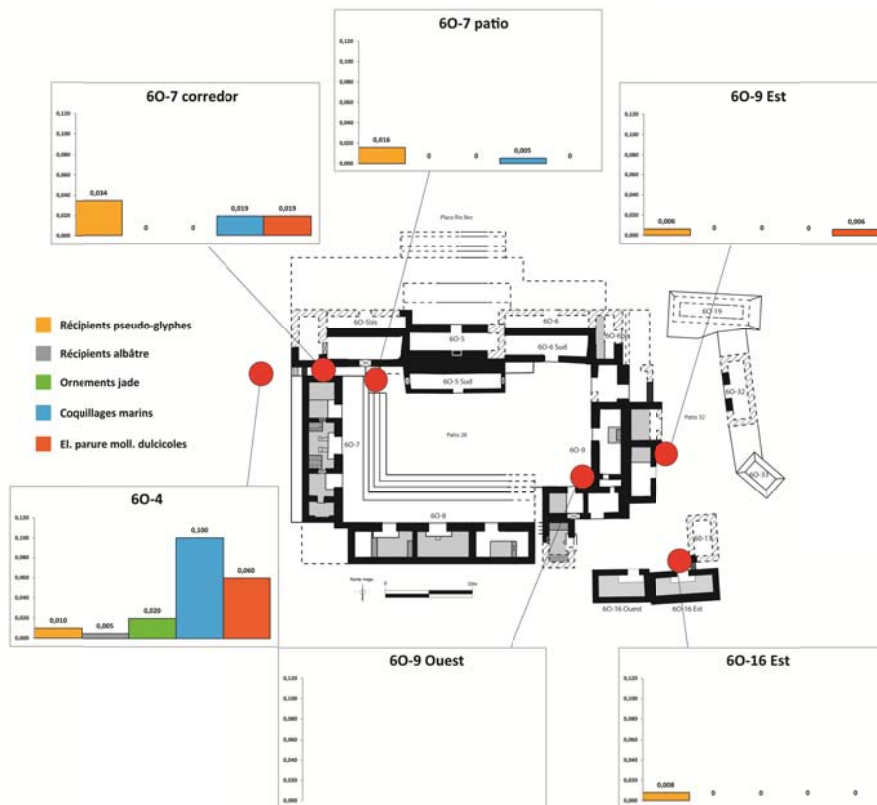 6O-7 patio
0,120
0,100
0,080
0,060
0,040
0,020
0,000
0,016
0
0
0,005
0
6O-7 corredor
0,120
0,100
0,080
0,060
0,040
0,020
0,000
0,034
0
0
0,019
0,019
6O-9 Est
0,120
0,100
0,080
0,060
0,040
0,020
0,000
0,006
0
0
0
0,006
Récipients pseudo-glyphes
Récipients albâtre
Ornements jade
Coquillages marins
El. parure moll. dulcicoles
Place Rio Bec
6O-5bis
6O-5
6O-6
6O-6 Sud
6O-5 Sud
6O-7
Patio 28
6O-9
6O-8
6O-19
6O-32
Patio 32
6O-16 Ouest
6O-16 Est
0
10m
6O-4
0,120
0,100
0,080
0,060
0,040
0,020
0,000
0,010
0,005
0,020
0,100
0,060
6O-9 Ouest
0,120
0,100
0,080
0,060
0,040
0,020
0,000
6O-16 Est
0,120
0,100
0,080
0,060
0,040
0,020
0,000
0,008
0
0
0
0